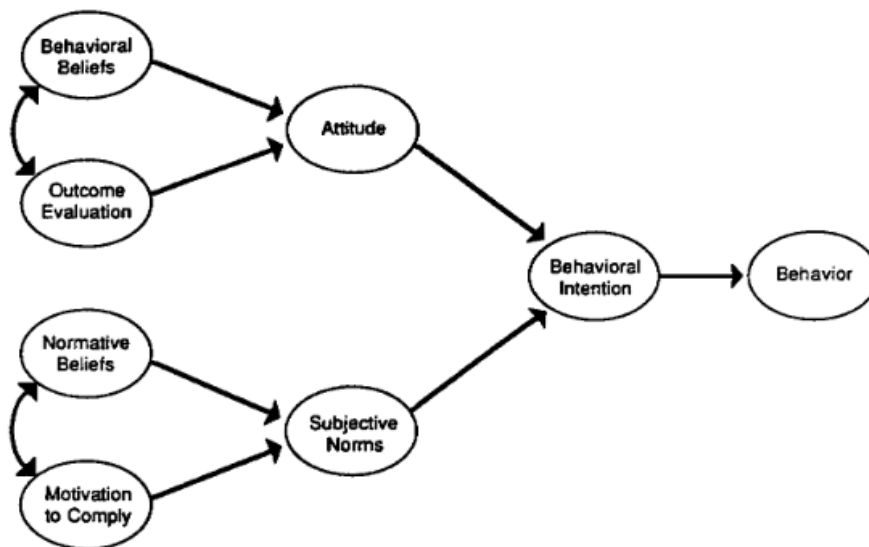 Behavioral
Beliefs
Attitude
Outcome
Evaluation
Behavioral
Intention
Behavior
Normative
Beliefs
Subjective
Norms
Motivation
to Comply